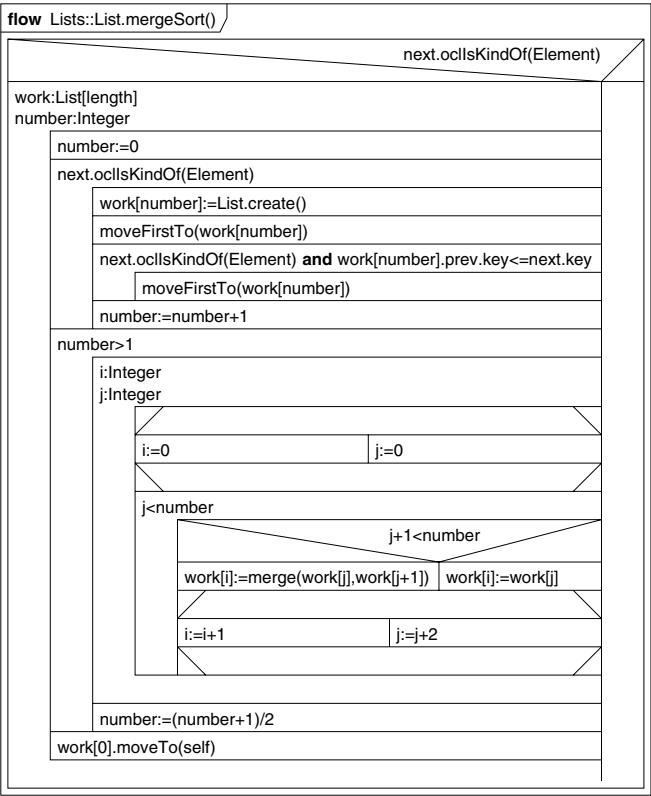 flow Lists::List.mergeSort()
next.oclIsKindOf(Element)
work:List[length]
number:Integer
number:=0
next.oclIsKindOf(Element)
work[number]:=List.create()
moveFirstTo(work[number])
next.oclIsKindOf(Element) and work[number].prev.key<=next.key
moveFirstTo(work[number])
number:=number+1
number>1
i:Integer
j:Integer
i:=0 j:=0
j<number
j+1<number
work[i]:=merge(work[j],work[j+1]) work[i]:=work[j]
i:=i+1 j:=j+2
number:=(number+1)/2
work[0].moveTo(self)